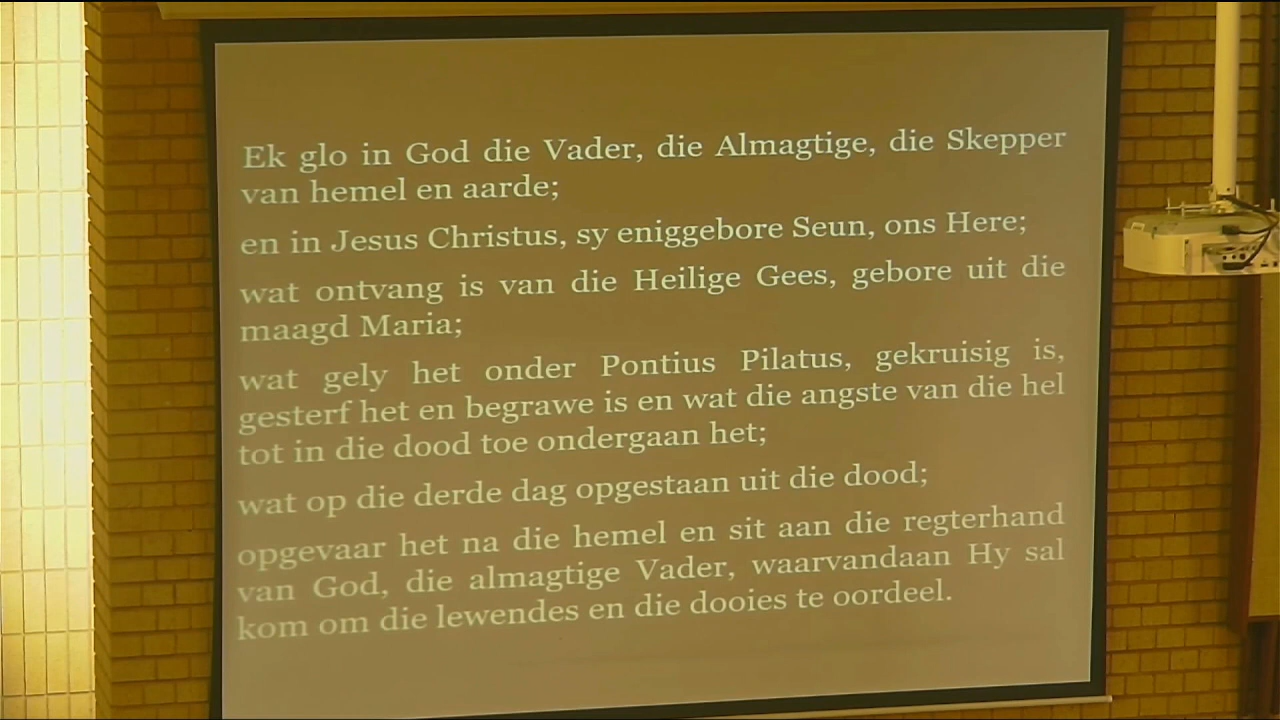 Ek glo in God die Vader, die Almagtige, die Skepper
van hemel en aarde;
en in Jesus Christus, sy eniggebore Seun, ons Here;
wat ontvang is van die Heilige Gees, gebore uit die
maagd Maria;
wat gely het onder Pontius Pilatus, gekruisig is,
gesterf het en begrawe is en wat die angste van die hel
tot in die dood toe ondergaan het;
wat op die derde dag opgestaan uit die dood;
opgevaar het na die hemel en sit aan die regterhand
van God, die almagtige Vader, waarvandaan Hy sal
kom om die lewendes en die dooies te oordeel.